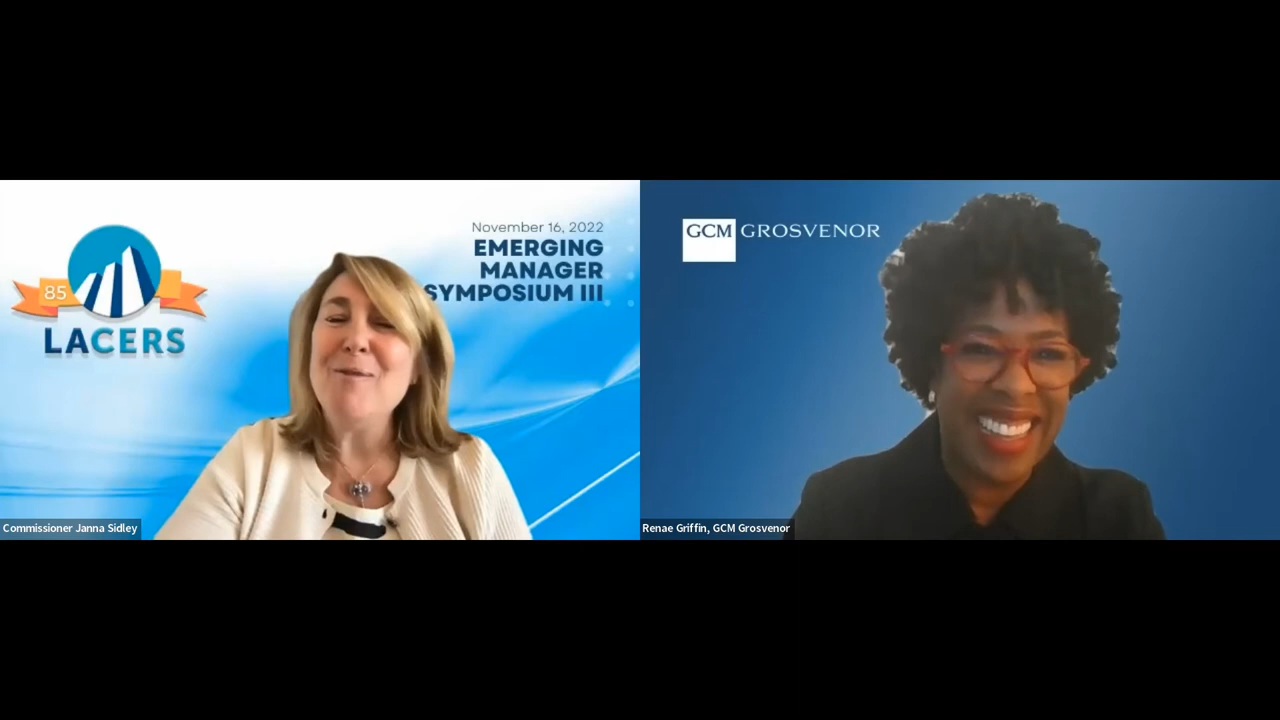 November 16, 2022
EMERGING
MANAGER
SYMPOSIUM III
85
LACERS
Commissioner Janna Sidley
GCM GROSVENOR
Renae Griffin, GCM Grosvenor